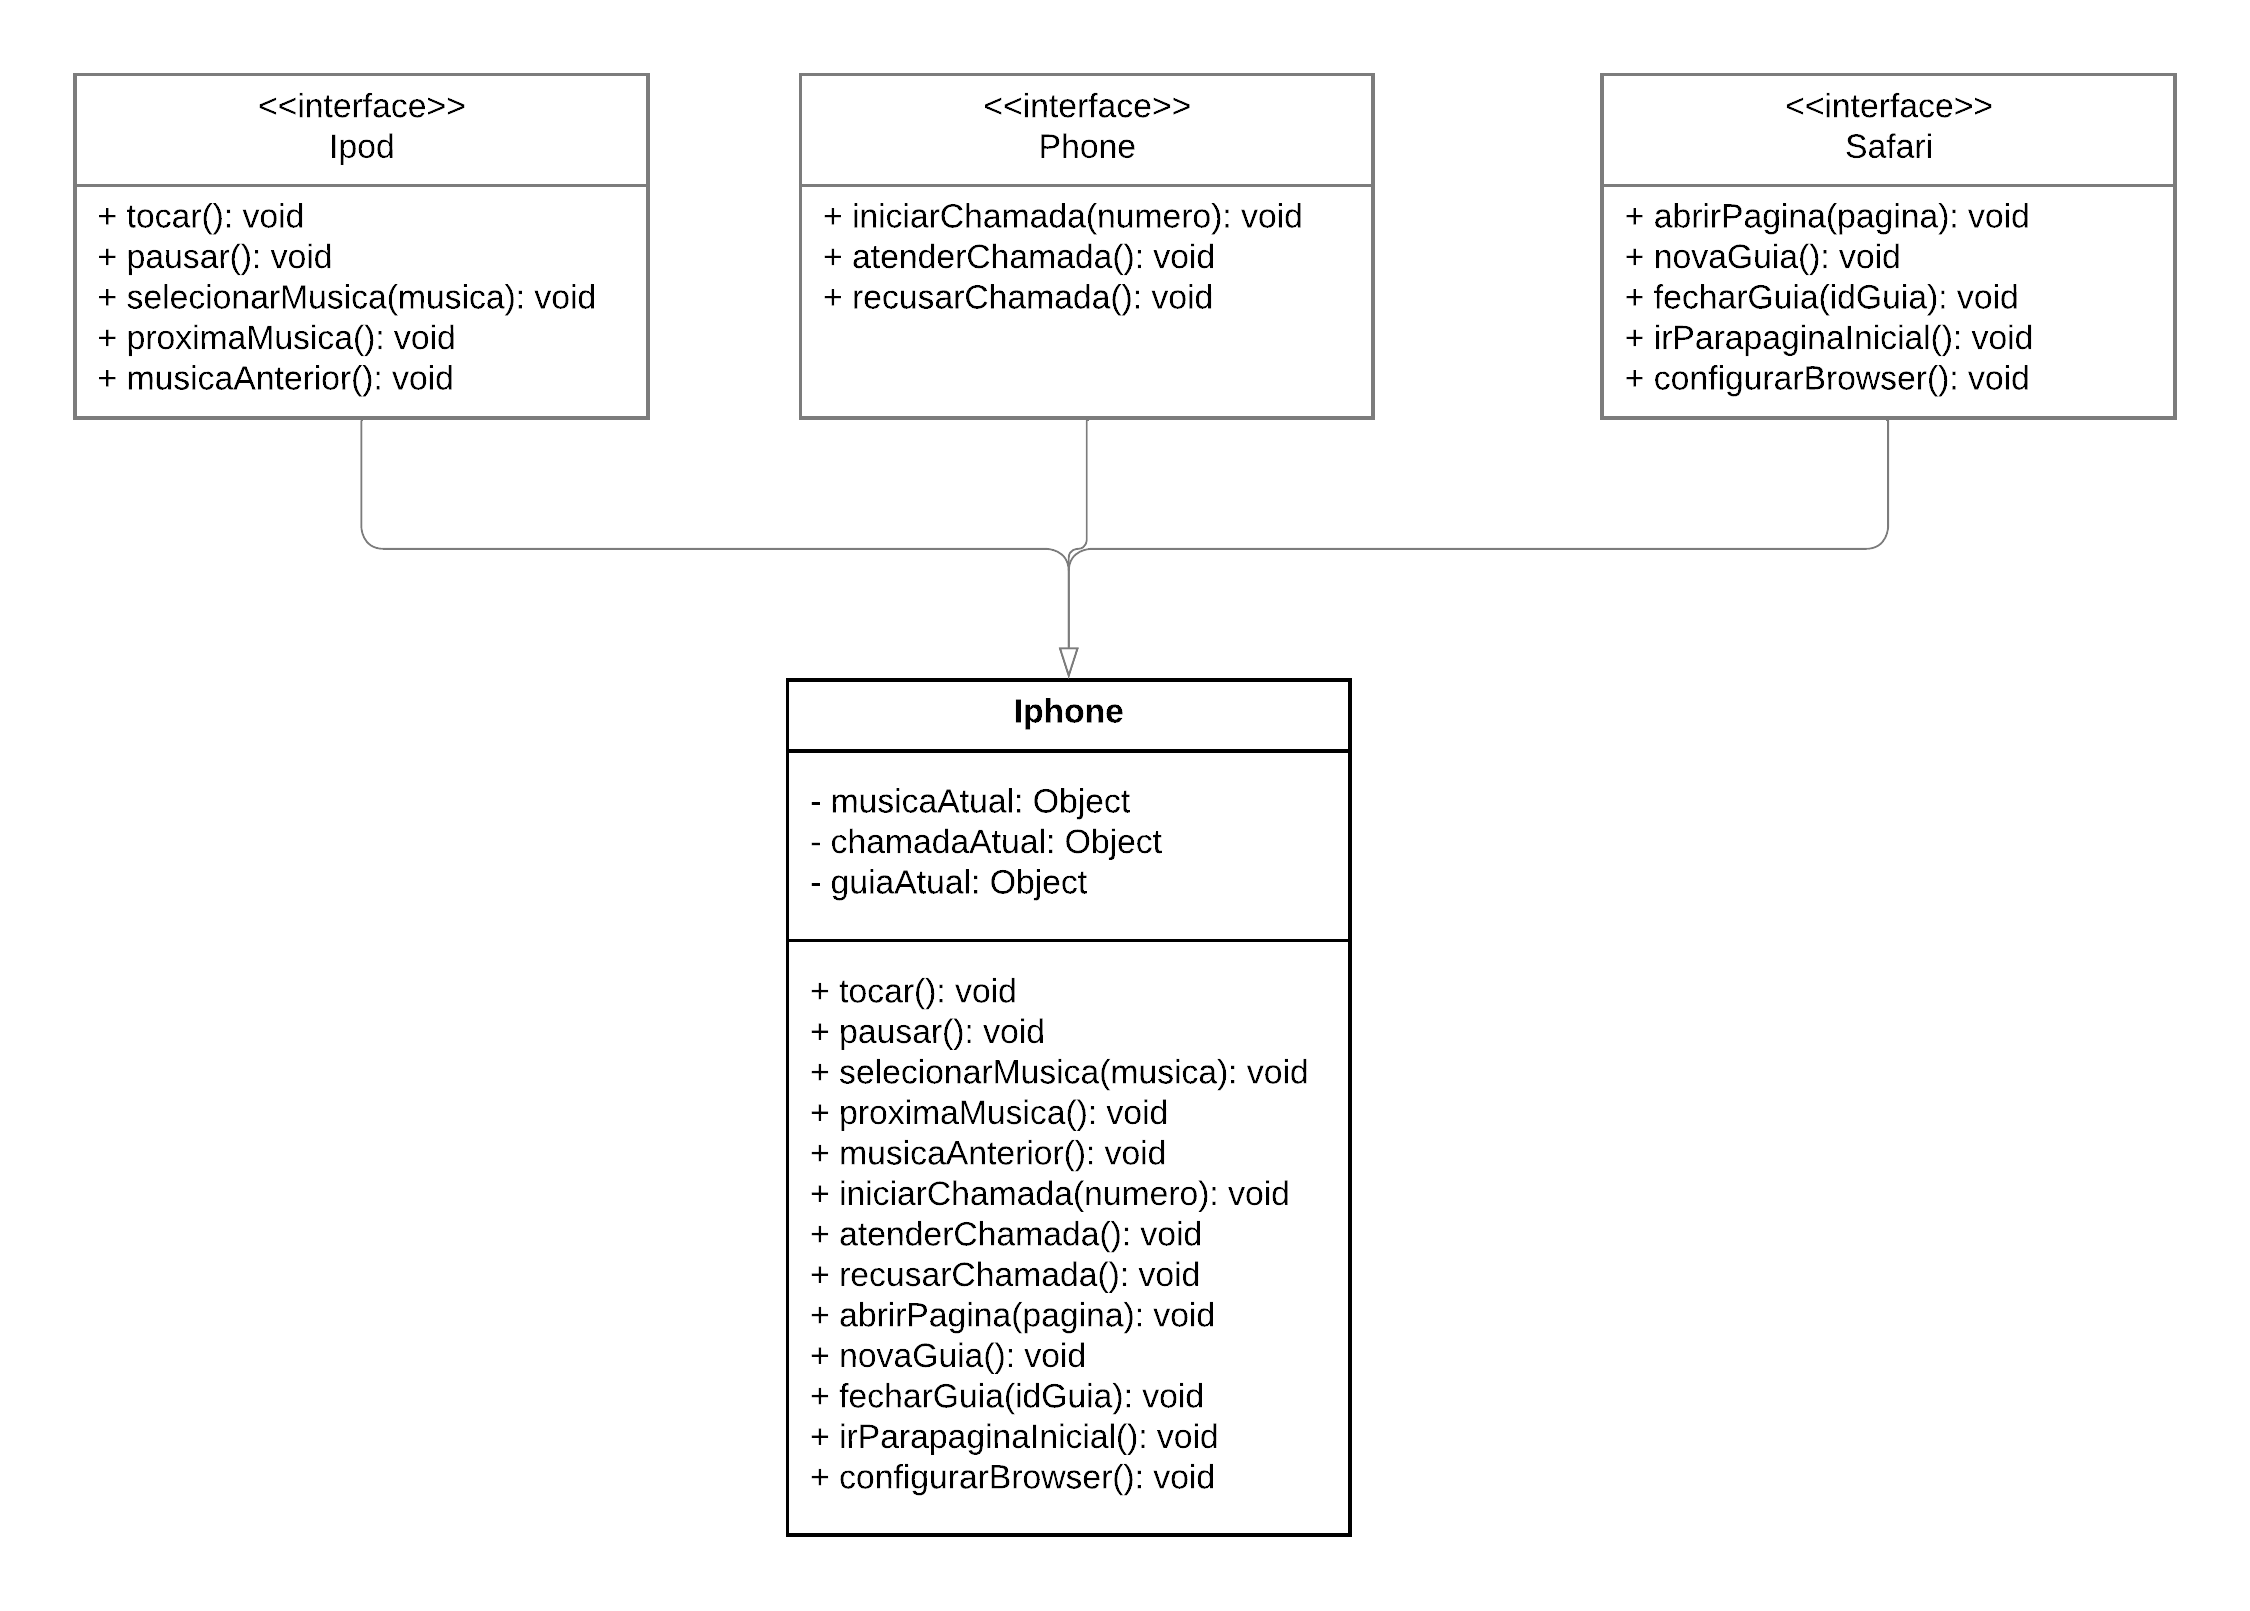 <<interface>>
Ipod
+ tocar(): void
+ pausar(): void
+ selecionarMusica(musica): void
+ proximaMusica(): void
+ musicaAnterior(): void
<<interface>>
Phone
+ iniciarChamada(numero): void
+ atenderChamada(): void
+ recusarChamada(): void
<<interface>>
Safari
+ abrirPagina(pagina): void
+ novaGuia(): void
+ fecharGuia(idGuia): void
+ irParapaginaInicial(): void
+ configurarBrowser(): void
Iphone
- musicaAtual: Object
- chamadaAtual: Object
- guiaAtual: Object
+ tocar(): void
+ pausar(): void
+ selecionarMusica(musica): void
+ proximaMusica(): void
+ musicaAnterior(): void
+ iniciarChamada(numero): void
+ atenderChamada(): void
+ recusarChamada(): void
+ abrirPagina(pagina): void
+ novaGuia(): void
+ fecharGuia(idGuia): void
+ irParapaginaInicial(): void
+ configurarBrowser(): void